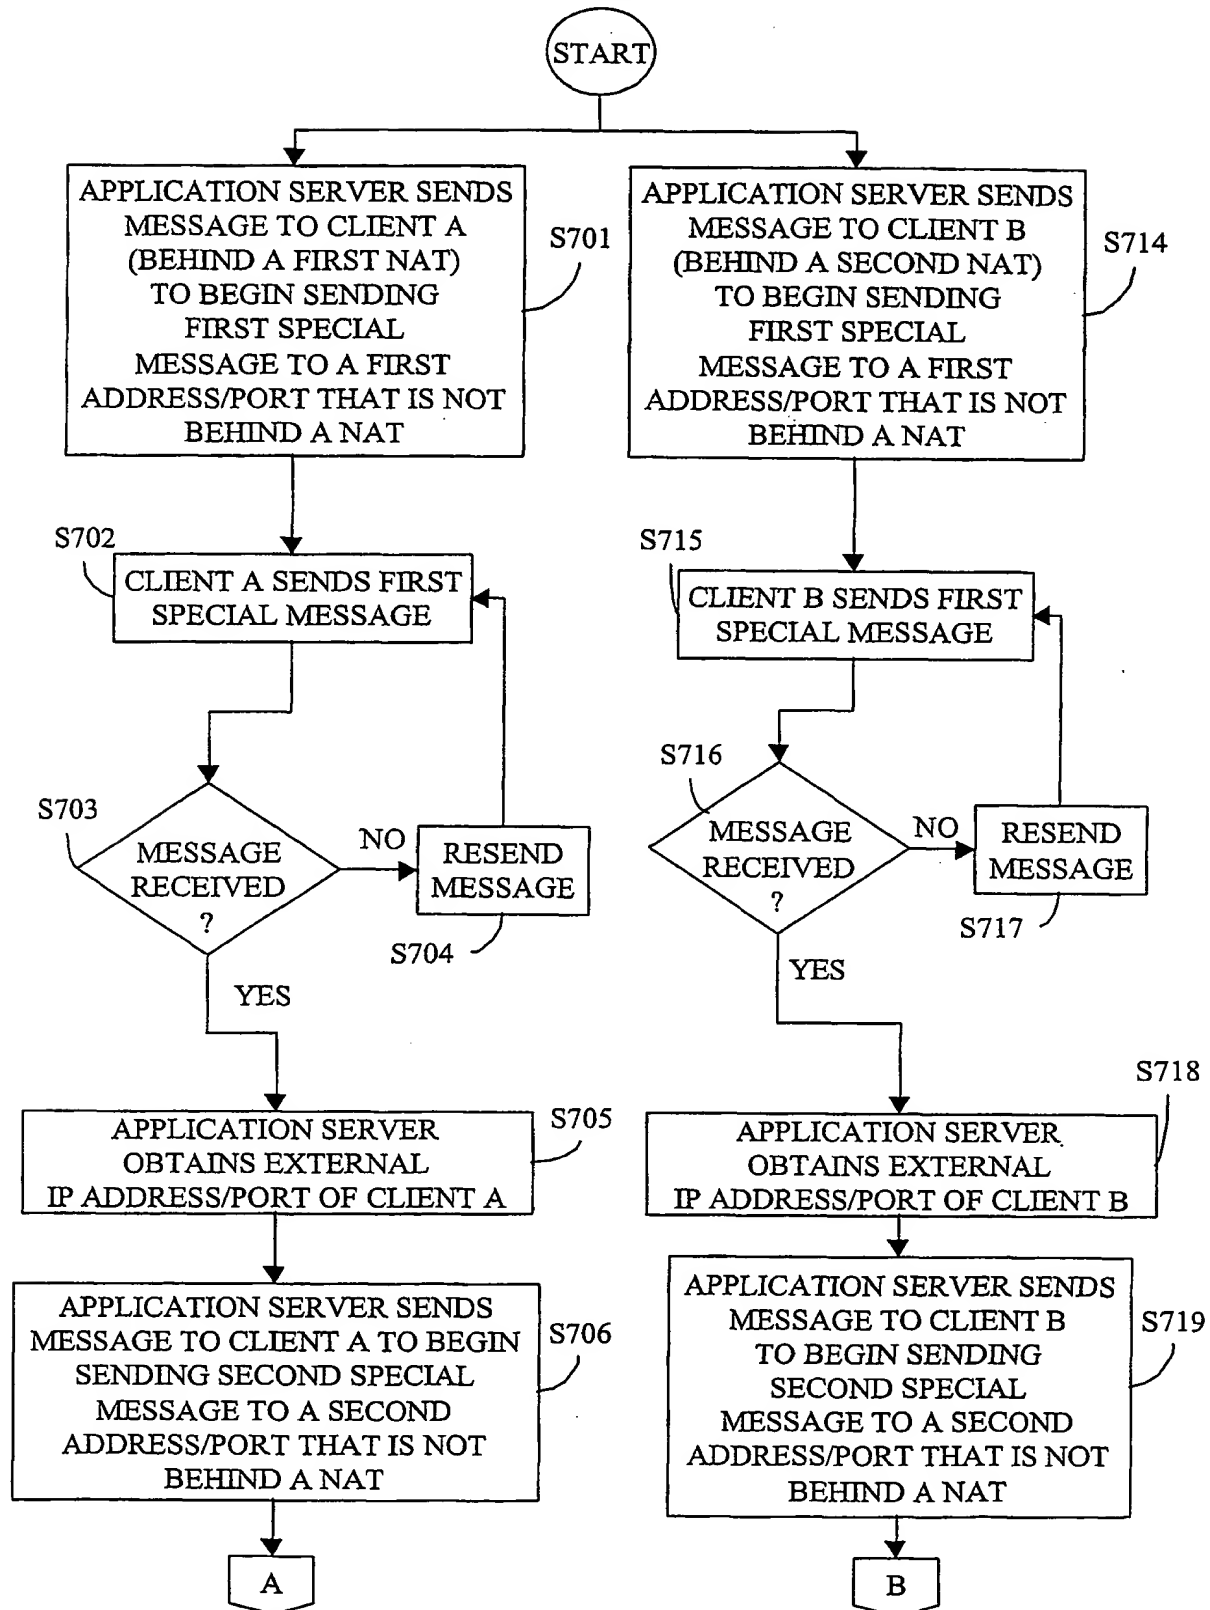 START
APPLICATION SERVER SENDS
MESSAGE TO CLIENT A
(BEHIND A FIRST NAT)
TO BEGIN SENDING
FIRST SPECIAL
MESSAGE TO A FIRST
ADDRESS/PORT THAT IS NOT
BEHIND A NAT
S701
APPLICATION SERVER SENDS
MESSAGE TO CLIENT B
(BEHIND A SECOND NAT)
TO BEGIN SENDING
FIRST SPECIAL
MESSAGE TO A FIRST
ADDRESS/PORT THAT IS NOT
BEHIND A NAT
S714
S702
CLIENT A SENDS FIRST
SPECIAL MESSAGE
S715
CLIENT B SENDS FIRST
SPECIAL MESSAGE
S703
MESSAGE
RECEIVED
?
NO
RESEND
MESSAGE
S704
YES
S716
MESSAGE
RECEIVED
?
NO
RESEND
MESSAGE
S717
YES
APPLICATION SERVER
OBTAINS EXTERNAL
IP ADDRESS/PORT OF CLIENT A
S705
APPLICATION SERVER
OBTAINS EXTERNAL
IP ADDRESS/PORT OF CLIENT B
S718
APPLICATION SERVER SENDS
MESSAGE TO CLIENT A TO BEGIN
SENDING SECOND SPECIAL
MESSAGE TO A SECOND
ADDRESS/PORT THAT IS NOT
BEHIND A NAT
S706
APPLICATION SERVER SENDS
MESSAGE TO CLIENT B
TO BEGIN SENDING
SECOND SPECIAL
MESSAGE TO A SECOND
ADDRESS/PORT THAT IS NOT
BEHIND A NAT
S719
A
B